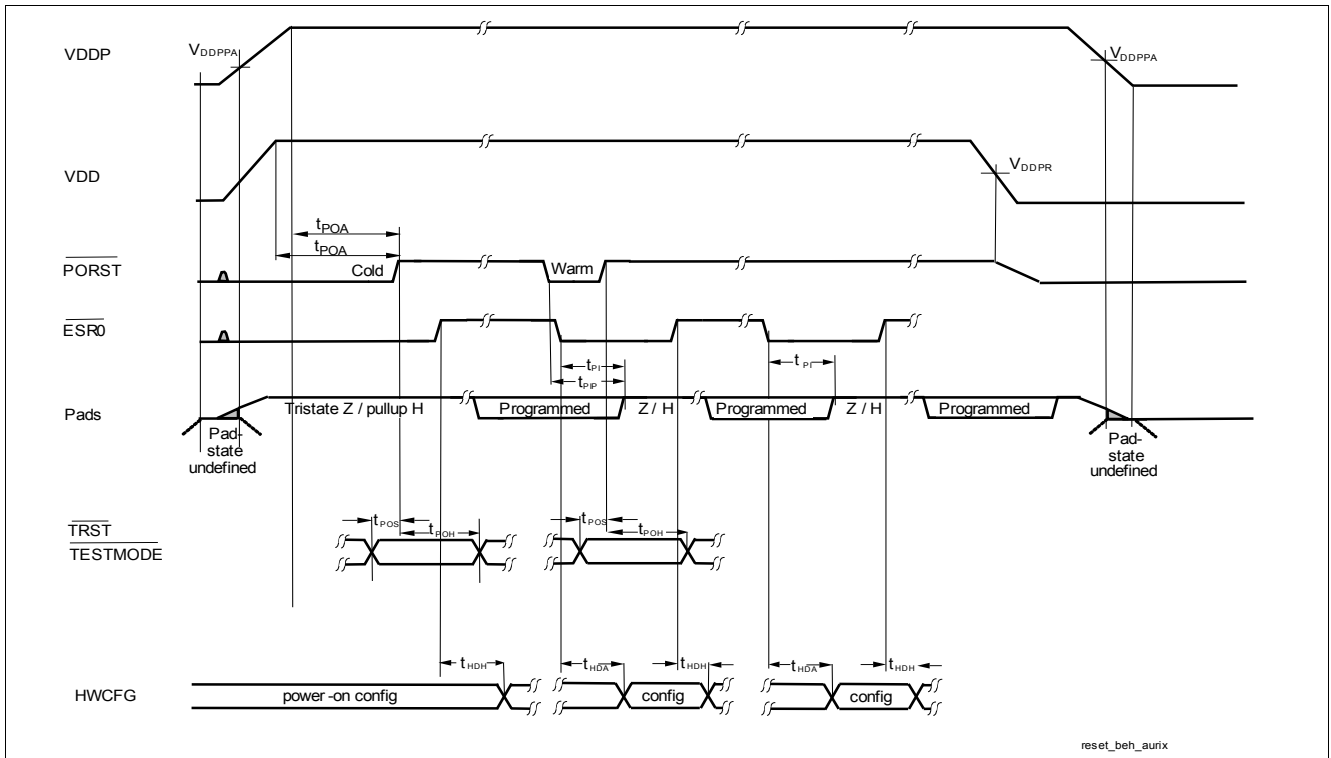 VDDP
VDDPPA
VDDPPA
VDD
VDDPR
tPOA
tPOA
PORST
Cold
Warm
ESR0
tPI
tPI
tPIP
Pads
Tristate Z / pullup H
Programmed
Z / H
Programmed
Z / H
Programmed
Pad-
state
undefined
Pad-
state
undefined
TRST
TESTMODE
tPOS
tPOH
tPOS
tPOH
tHDH
tHDA
tHDH
tHDA
tHDH
HWCFG
power-on config
config
config
reset_beh_aurix